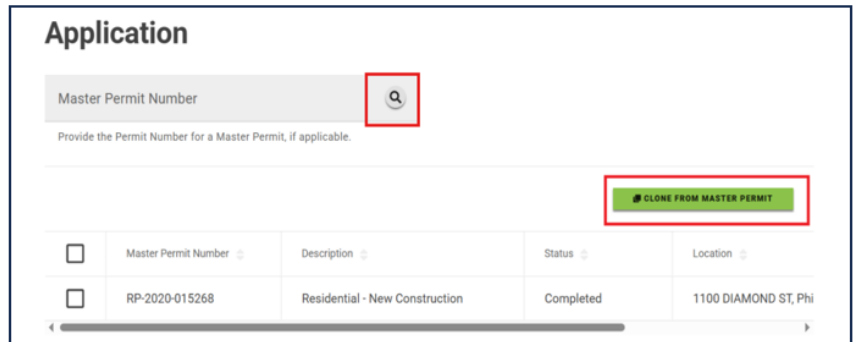 Application
Master Permit Number
Provide the Permit Number for a Master Permit, if applicable.
CLONE FROM MASTER PERMIT
Master Permit Number Description Status Location
RP-2020-015268 Residential - New Construction Completed 1100 DIAMOND ST, Phi